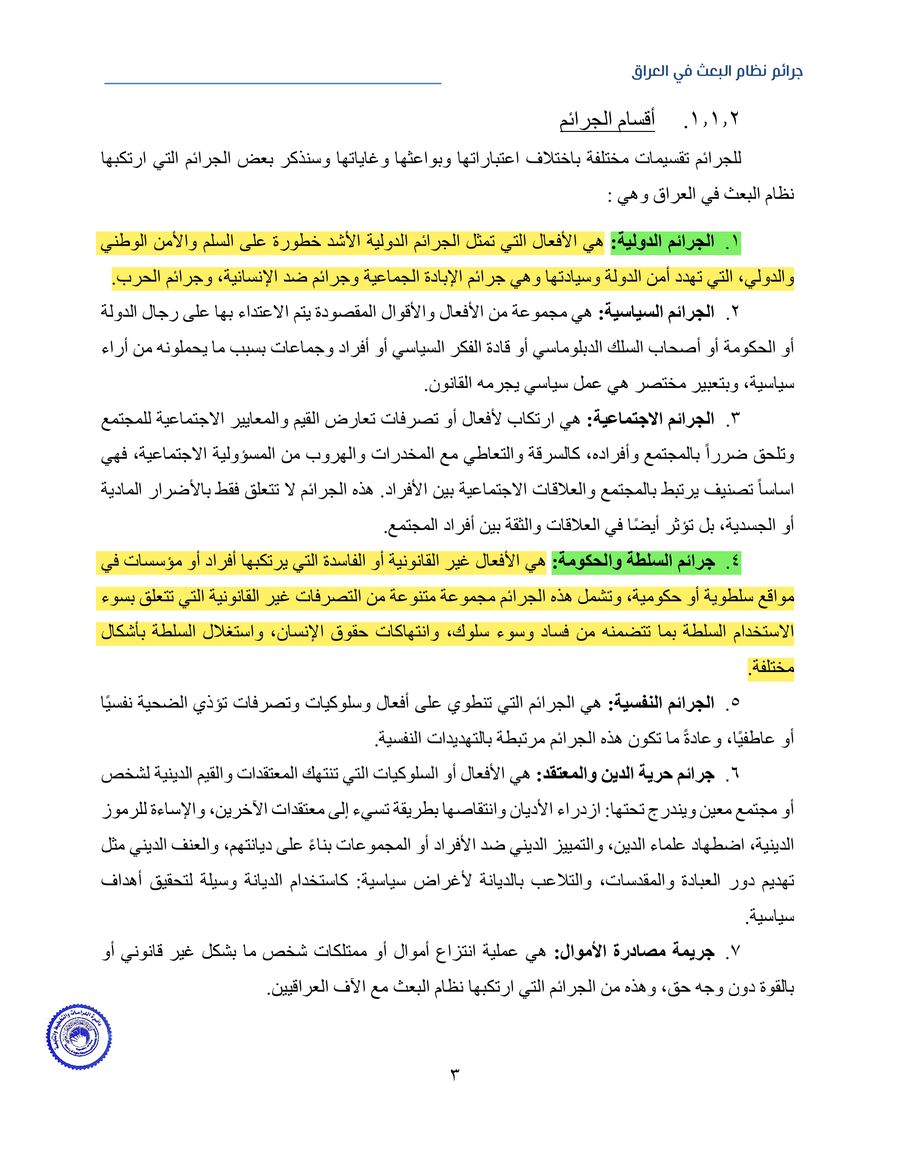 جرائم نظام البعث في العراق
١,١,٢. أقسام الجرائم
للجرائم تقسيمات مختلفة باختلاف اعتباراتها وبواعثها وغاياتها وسنذكر بعض الجرائم التي ارتكبها
نظام البعث في العراق وهي :
١. الجرائم الدولية: هي الأفعال التي تمثل الجرائم الدولية الأشد خطورة على السلم والأمن الوطني
والدولي، التي تهدد أمن الدولة وسيادتها وهي جرائم الإبادة الجماعية وجرائم ضد الإنسانية، وجرائم الحرب.
٢. الجرائم السياسية: هي مجموعة من الأفعال والأقوال المقصودة يتم الاعتداء بها على رجال الدولة
أو الحكومة أو أصحاب السلك الدبلوماسي أو قادة الفكر السياسي أو أفراد وجماعات بسبب ما يحملونه من أراء
سياسية، وبتعبير مختصر هي عمل سياسي يجرمه القانون.
٣. الجرائم الاجتماعية: هي ارتكاب لأفعال أو تصرفات تعارض القيم والمعايير الاجتماعية للمجتمع
وتلحق ضرراً بالمجتمع وأفراده، كالسرقة والتعاطي مع المخدرات والهروب من المسؤولية الاجتماعية، فهي
اساساً تصنيف يرتبط بالمجتمع والعلاقات الاجتماعية بين الأفراد. هذه الجرائم لا تتعلق فقط بالأضرار المادية
أو الجسدية، بل تؤثر أيضًا في العلاقات والثقة بين أفراد المجتمع.
٤. جرائم السلطة والحكومة: هي الأفعال غير القانونية أو الفاسدة التي يرتكبها أفراد أو مؤسسات في
مواقع سلطوية أو حكومية، وتشمل هذه الجرائم مجموعة متنوعة من التصرفات غير القانونية التي تتعلق بسوء
الاستخدام السلطة بما تتضمنه من فساد وسوء سلوك، وانتهاكات حقوق الإنسان، واستغلال السلطة بأشكال
مختلفة.
٥. الجرائم النفسية: هي الجرائم التي تنطوي على أفعال وسلوكيات وتصرفات تؤذي الضحية نفسيًا
أو عاطفيًا، وعادةً ما تكون هذه الجرائم مرتبطة بالتهديدات النفسية.
٦. جرائم حرية الدين والمعتقد: هي الأفعال أو السلوكيات التي تنتهك المعتقدات والقيم الدينية لشخص
أو مجتمع معين ويندرج تحتها: ازدراء الأديان وانتقاصها بطريقة تسيء إلى معتقدات الآخرين، والإساءة للرموز
الدينية، اضطهاد علماء الدين، والتمييز الديني ضد الأفراد أو المجموعات بناءً على ديانتهم، والعنف الديني مثل
تهديم دور العبادة والمقدسات، والتلاعب بالديانة لأغراض سياسية: كاستخدام الديانة وسيلة لتحقيق أهداف
سياسية.
٧. جريمة مصادرة الأموال: هي عملية انتزاع أموال أو ممتلكات شخص ما بشكل غير قانوني أو
بالقوة دون وجه حق، وهذه من الجرائم التي ارتكبها نظام البعث مع الآف العراقيين.
٣